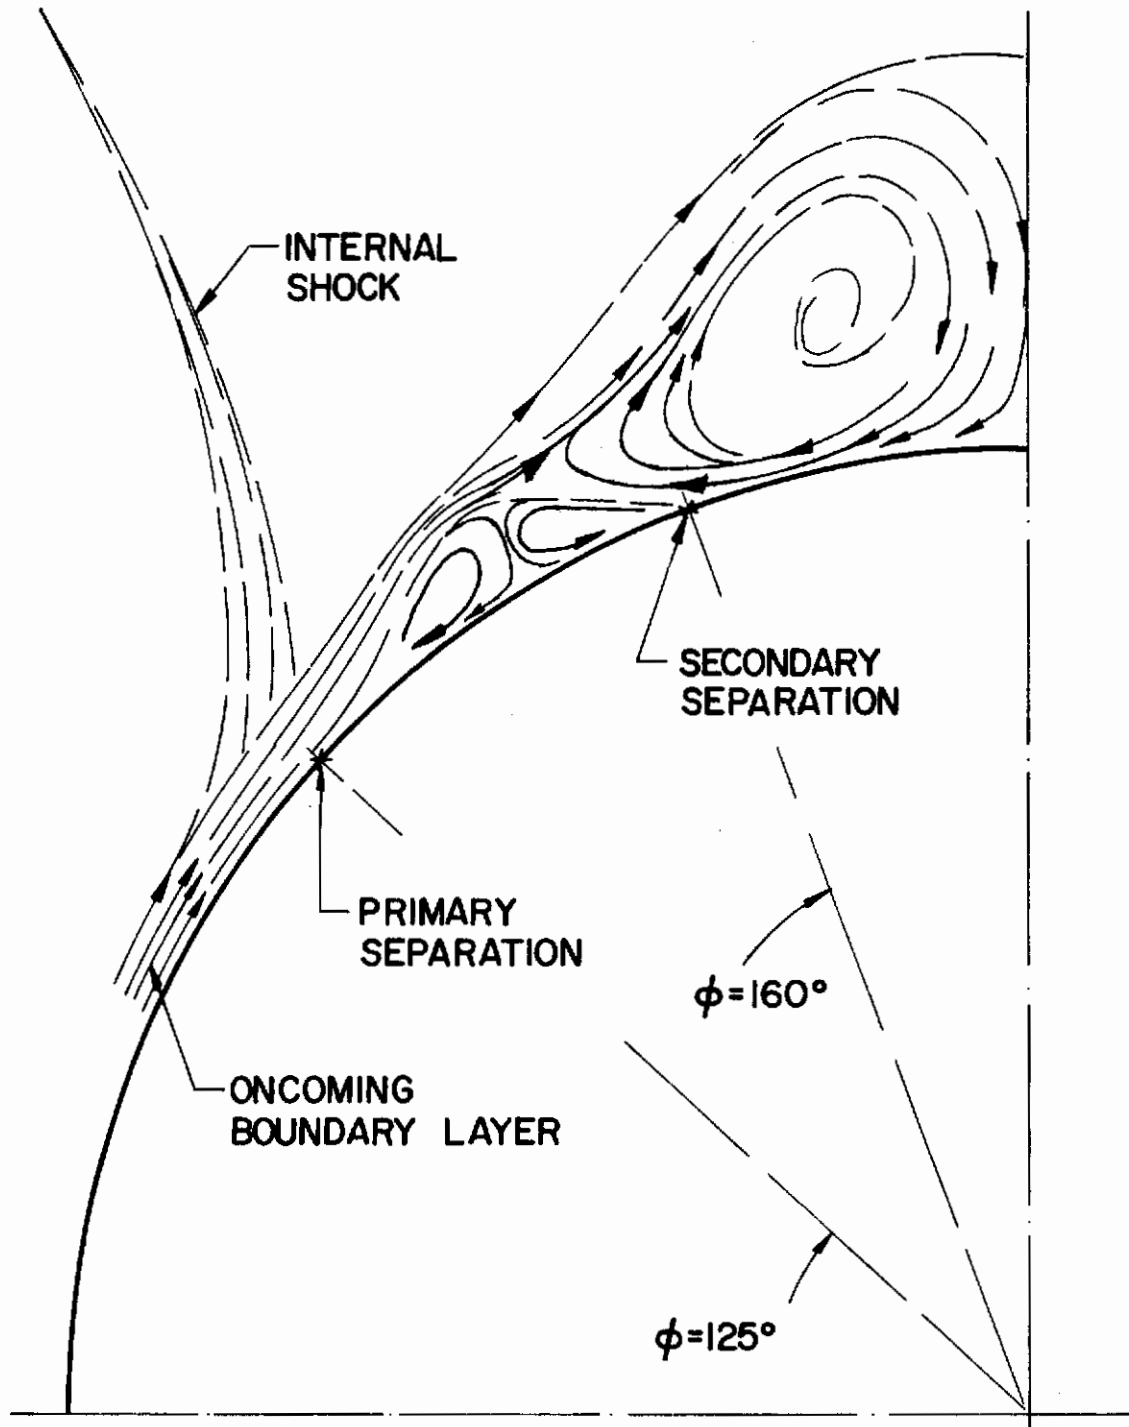 INTERNAL
SHOCK
SECONDARY
SEPARATION
PRIMARY
SEPARATION
ϕ=160°
ONCOMING
BOUNDARY LAYER
ϕ=125°